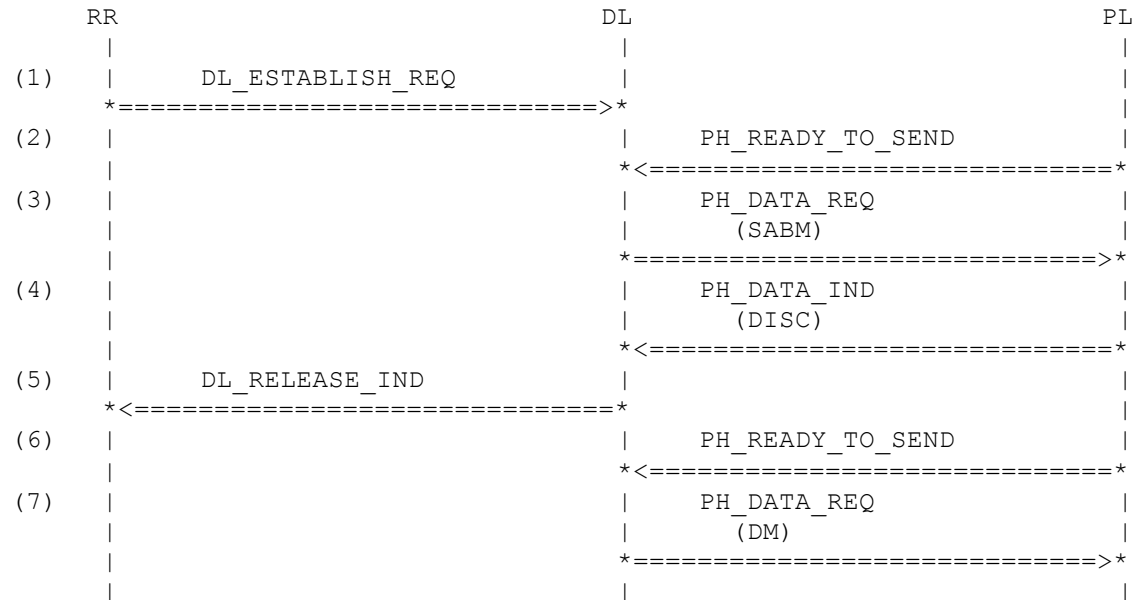 RR DL PL
(1) DL_ESTABLISH_REQ
(2) PH_READY_TO_SEND
(3) PH_DATA_REQ
(SABM)
(4) PH_DATA_IND
(DISC)
(5) DL_RELEASE_IND
(6) PH_READY_TO_SEND
(7) PH_DATA_REQ
(DM)